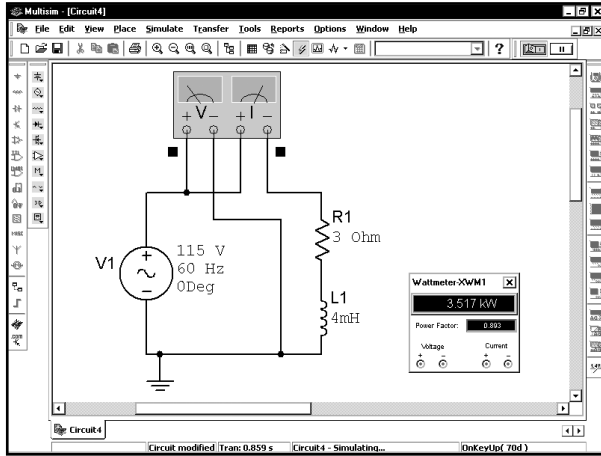 Multisim - [Circuit4]
File Edit View Place Simulate Transfer Tools Reports Options Window Help
V I
+ - + -
R1
3 Ohm
V1
115 V
60 Hz
0Deg
L1
4mH
Wattmeter-XWM1
3.517 kW
Power Factor: 0.893
Voltage Current
+ - + -
Circuit4
Circuit modified Tran: 0.859 s Circuit4 - Simulating... OnKeyUp( 70d )